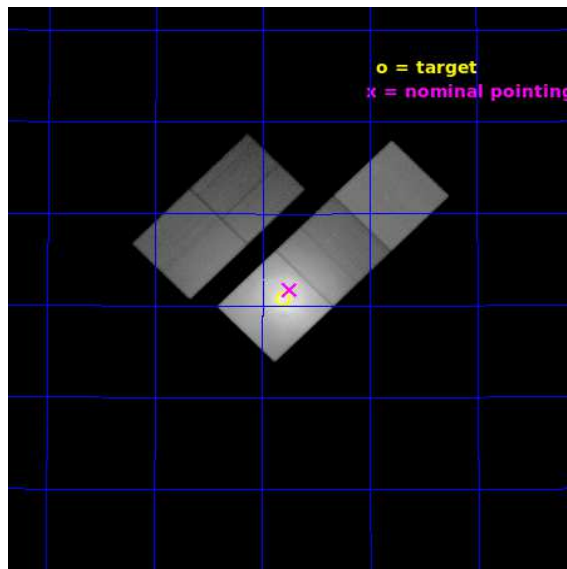 o = target
x = nominal pointing